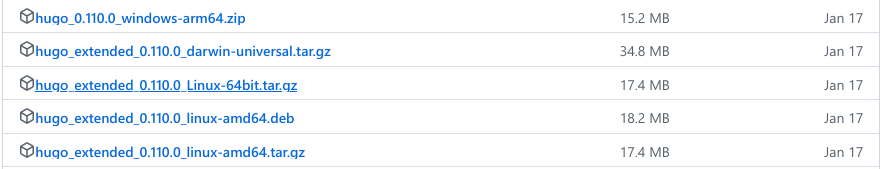 hugo_0.110.0_windows-arm64.zip 15.2 MB Jan 17
hugo_extended_0.110.0_darwin-universal.tar.gz 34.8 MB Jan 17
hugo_extended_0.110.0_Linux-64bit.tar.gz 17.4 MB Jan 17
hugo_extended_0.110.0_linux-amd64.deb 18.2 MB Jan 17
hugo_extended_0.110.0_linux-amd64.tar.gz 17.4 MB Jan 17